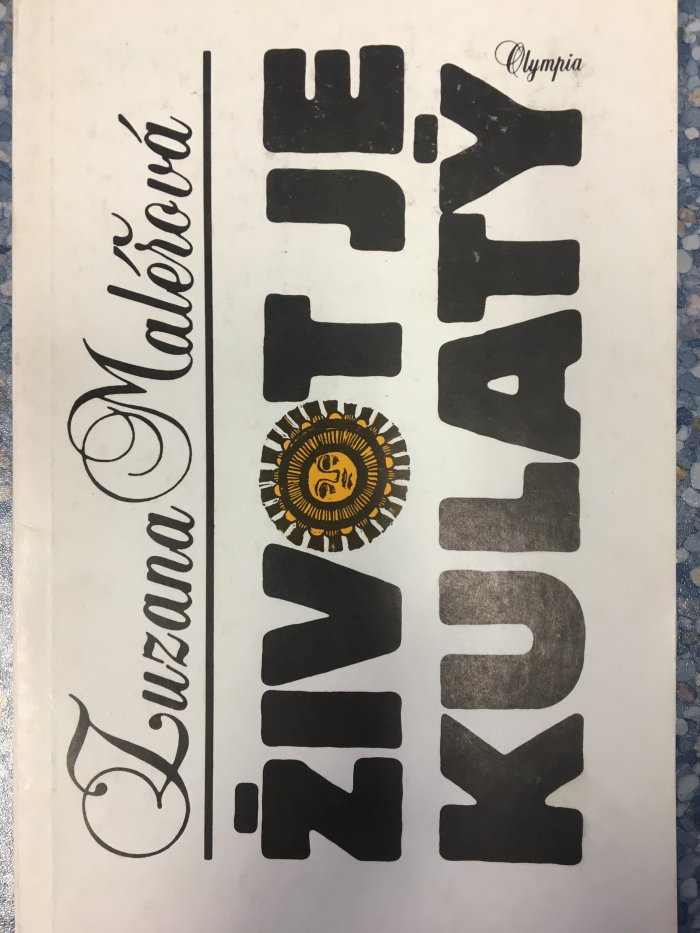 Zuzana Maléřová
ŽIVOT JE
KULATÝ
Olympia